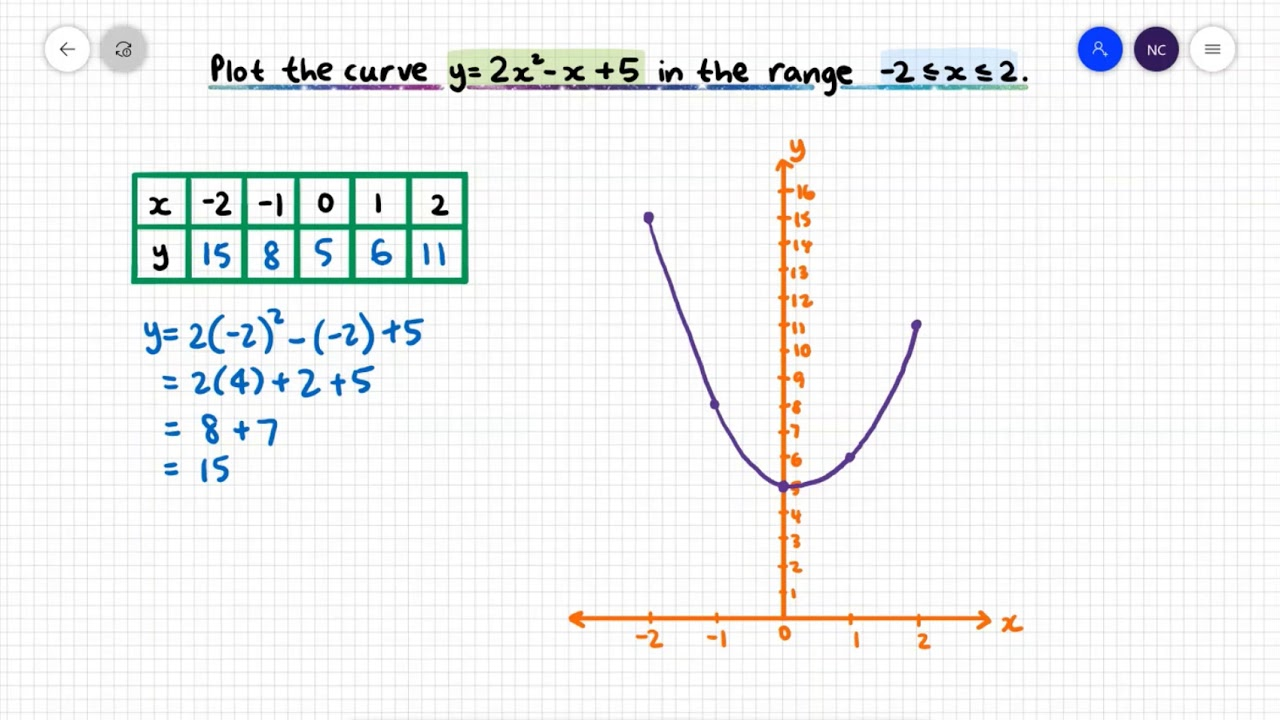 Plot the curve y=2x²-x+5 in the range -2≤x≤2.
NC
x -2 -1 0 1 2
y 15 8 5 6 11
y=2(-2)²-(-2)+5
=2(4)+2+5
=8+7
=15
y
16
15
14
13
12
11
10
9
8
7
6
5
4
3
2
1
-2 -1 0 1 2 x